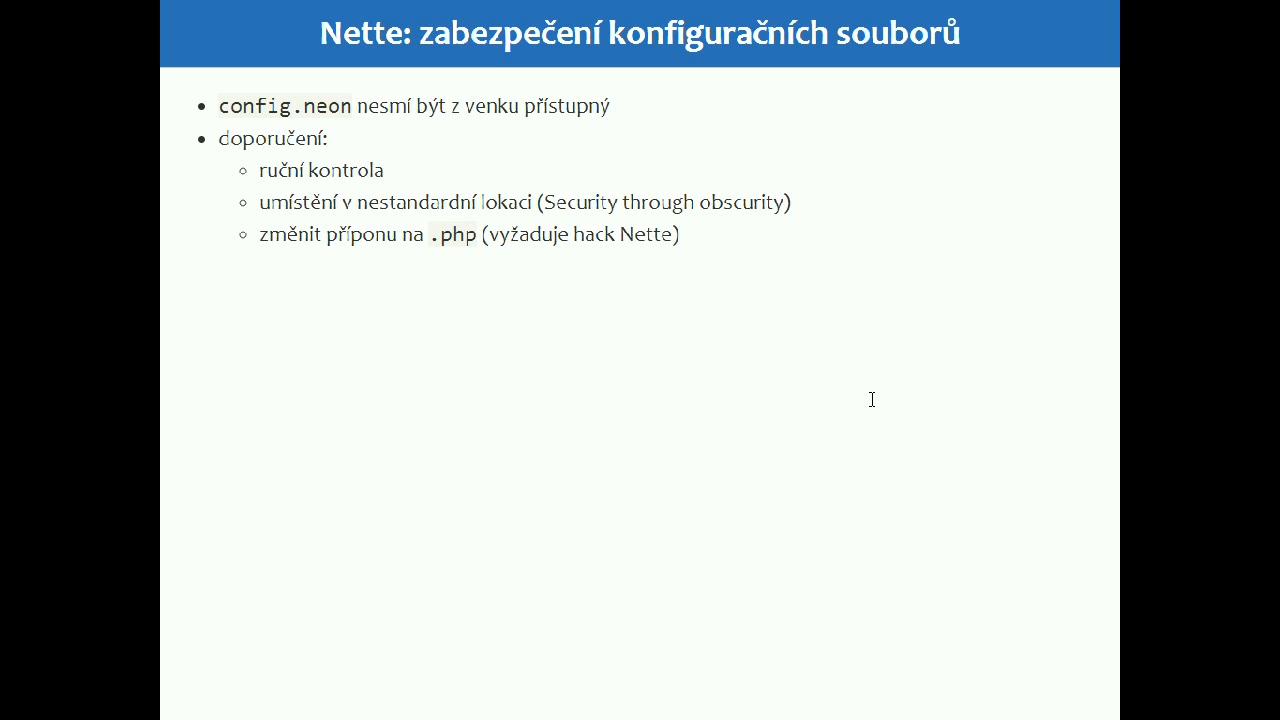 Nette: zabezpečení konfiguračních souborů
config.neon nesmí být z venku přístupný
doporučení:
ruční kontrola
umístění v nestandardní lokaci (Security through obscurity)
změnit příponu na .php (vyžaduje hack Nette)